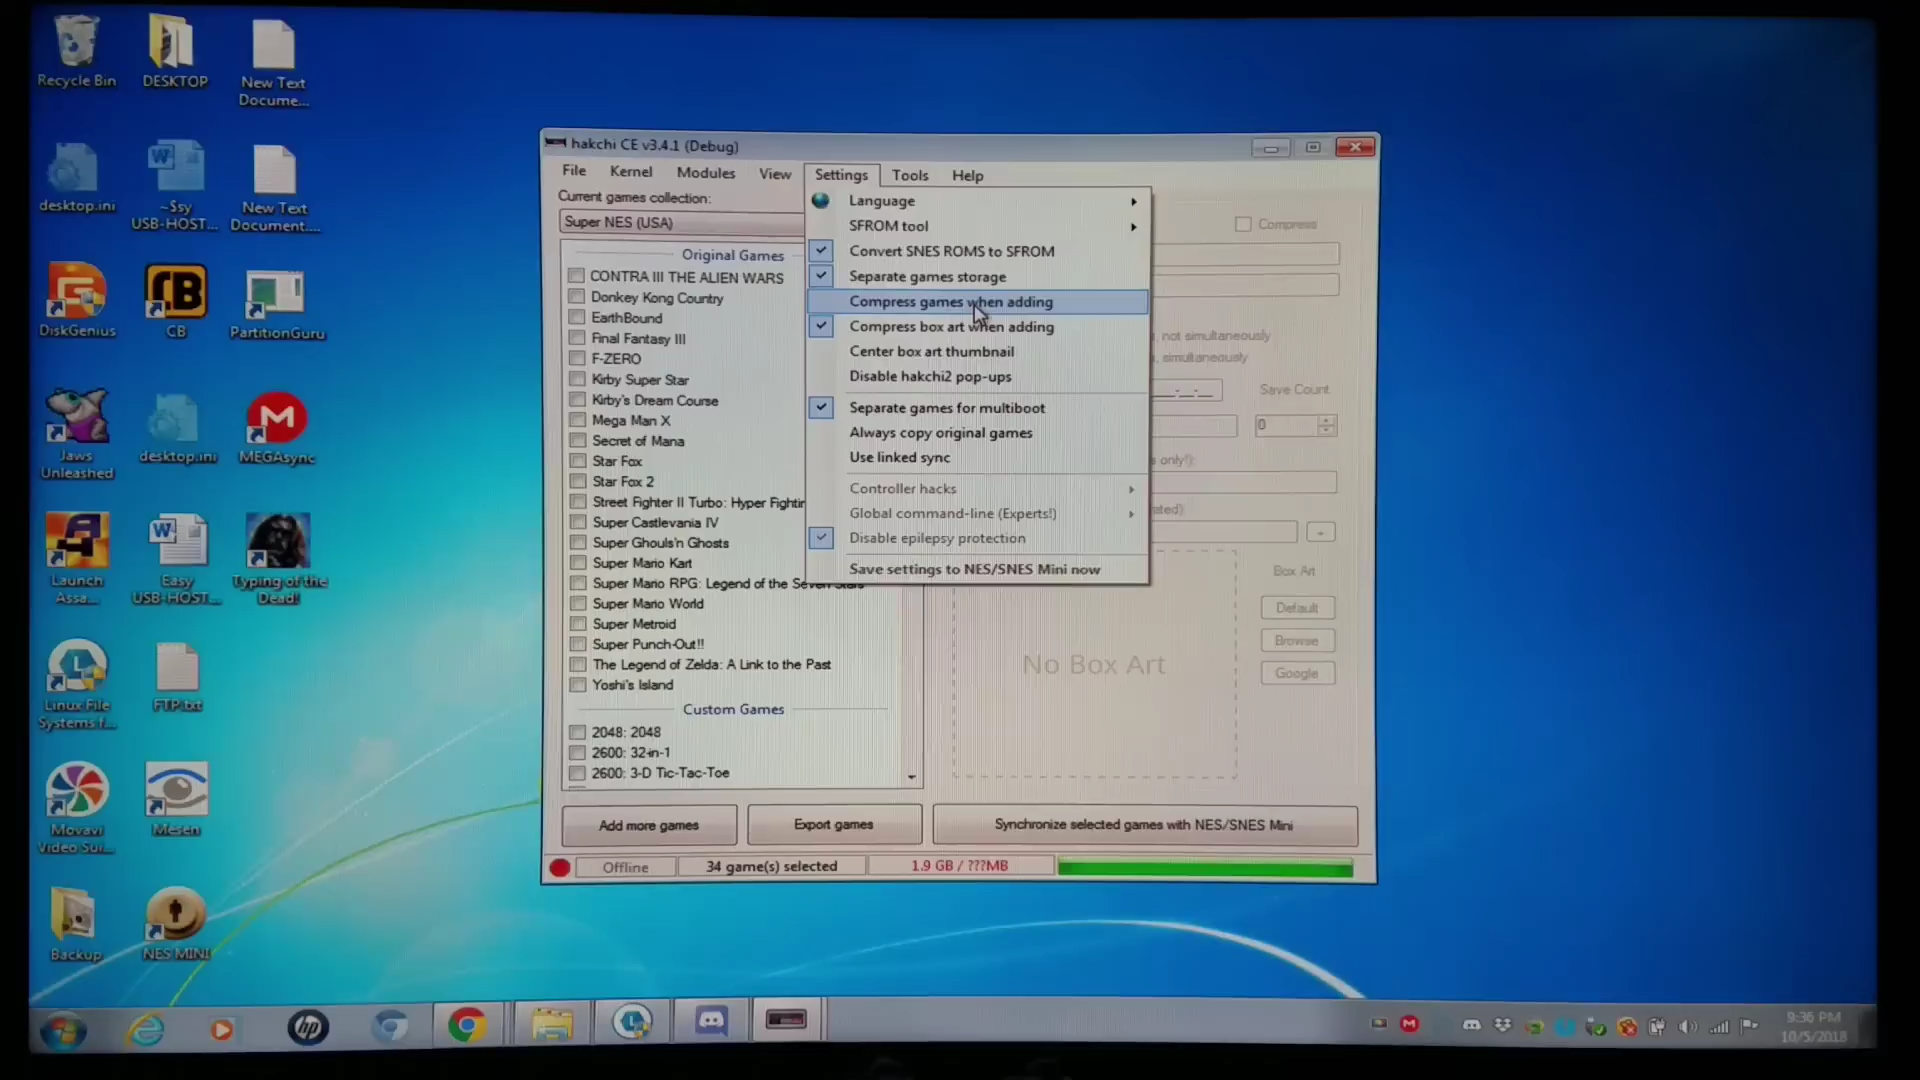 Recycle Bin
DESKTOP
New Text
Docume...
desktop.ini
~$sy
USB-HOST...
New Text
Document....
DiskGenius
CB
PartitionGuru
Jaws
Unleashed
desktop.ini
MEGAsync
Launch
Assa...
Easy
USB-HOST...
Typing of the
Dead!
Linux File
Systems f...
FTP.txt
Movavi
Video Sui...
Mesen
Backup
NES MINI
hakchi CE v3.4.1 (Debug)
File Kernel Modules View Settings Tools Help
Current games collection:
Super NES (USA)
Original Games
CONTRA III THE ALIEN WARS
Donkey Kong Country
EarthBound
Final Fantasy III
F-ZERO
Kirby Super Star
Kirby's Dream Course
Mega Man X
Secret of Mana
Star Fox
Star Fox 2
Street Fighter II Turbo: Hyper Fightin
Super Castlevania IV
Super Ghouls'n Ghosts
Super Mario Kart
Super Mario RPG: Legend of the Seven Stars
Super Mario World
Super Metroid
Super Punch-Out!!
The Legend of Zelda: A Link to the Past
Yoshi's Island
Custom Games
2048: 2048
2600: 32-in-1
2600: 3-D Tic-Tac-Toe
Language
SFROM tool
Convert SNES ROMS to SFROM
Separate games storage
Compress games when adding
Compress box art when adding
Center box art thumbnail
Disable hakchi2 pop-ups
Separate games for multiboot
Always copy original games
Use linked sync
Controller hacks
Global command-line (Experts!)
Disable epilepsy protection
Save settings to NES/SNES Mini now
Compress
, not simultaneously
, simultaneously
Save Count
0
only!):
Box Art
Default
Browse
Google
No Box Art
Add more games
Export games
Synchronize selected games with NES/SNES Mini
Offline
34 game(s) selected
1.9 GB / ???MB
9:36 PM
10/5/2018